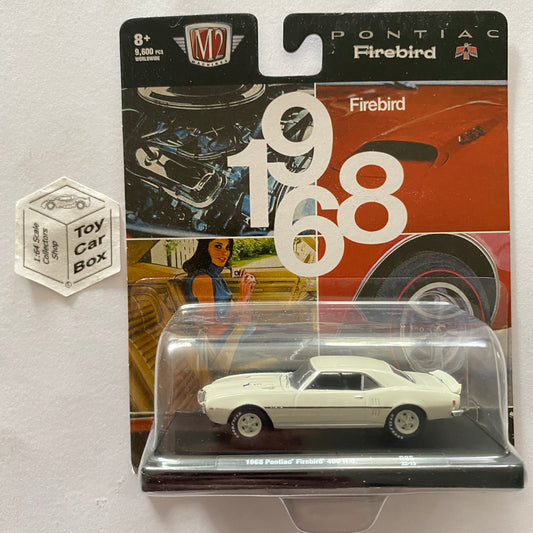 8+
9,600 PCS
WORLDWIDE
M2
MACHINES
PONTIAC
Firebird
1968
Firebird
1:64 Scale
Collectors
Shop
Toy
Car
Box
1968 Pontiac Firebird 400 H.O.